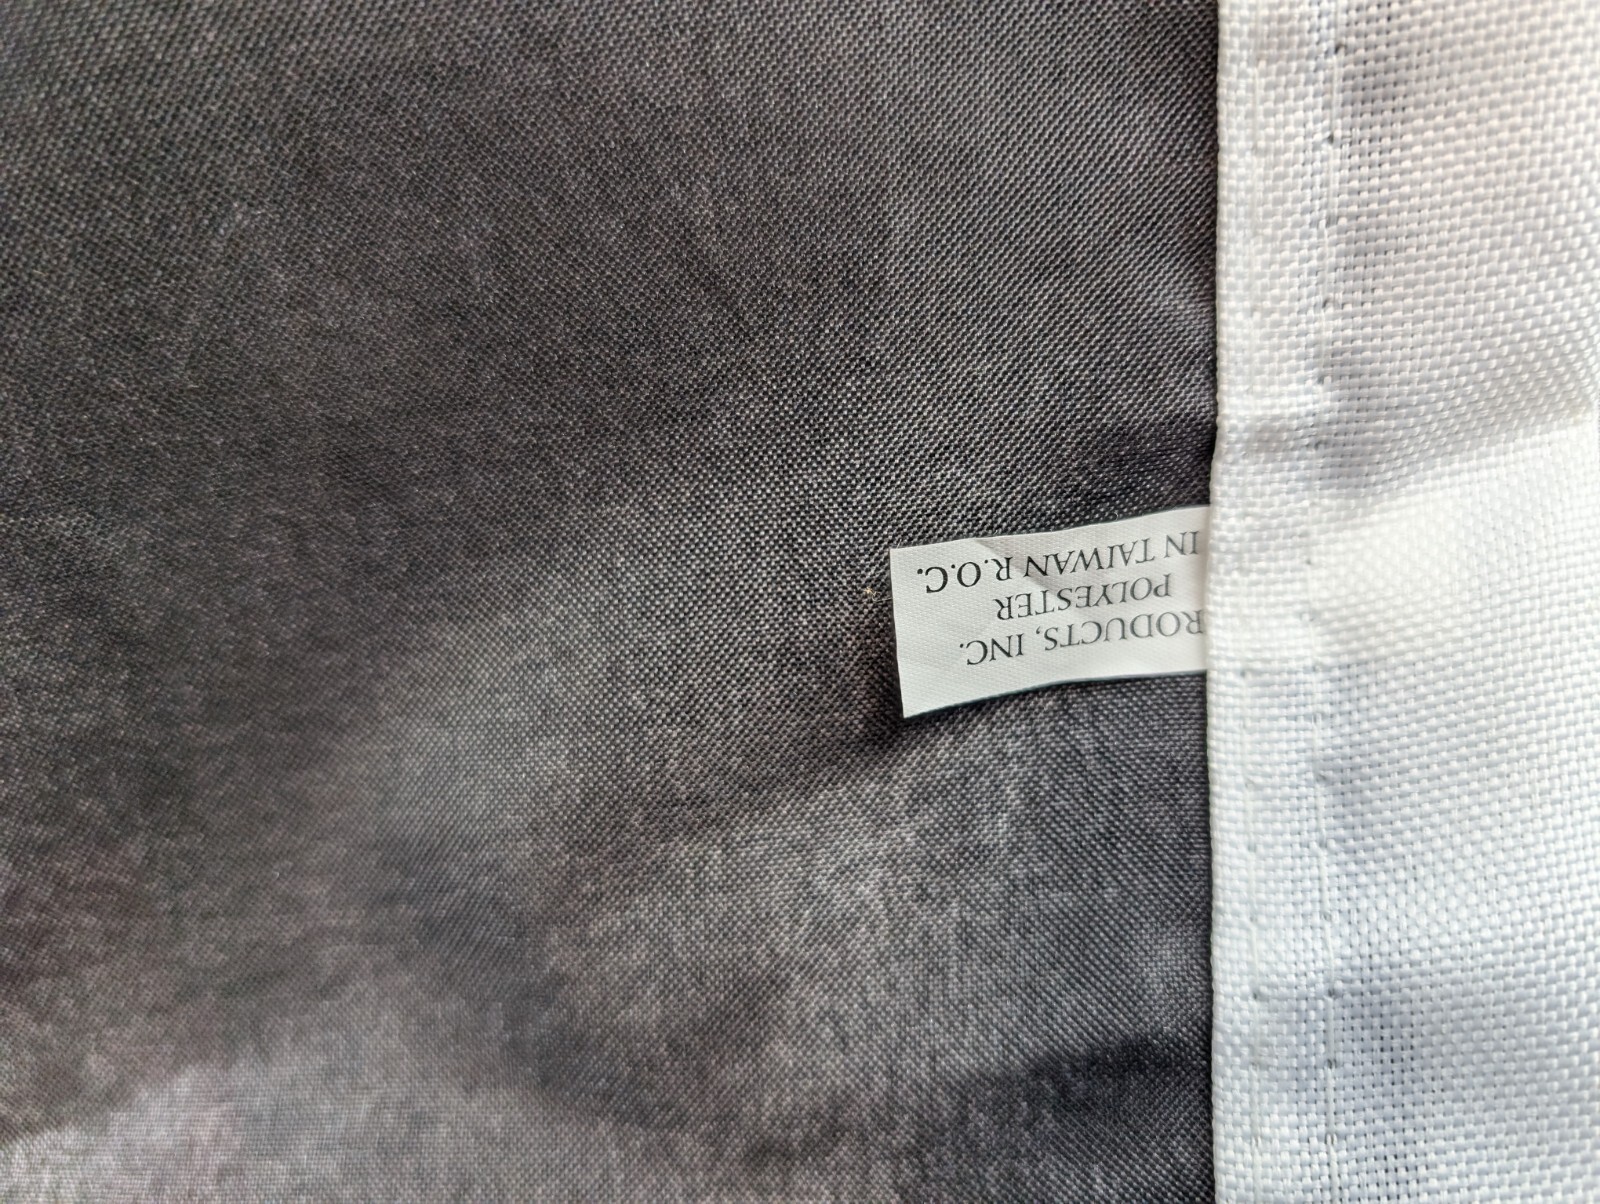 RODUCTS, INC.
POLYESTER
IN TAIWAN R.O.C.